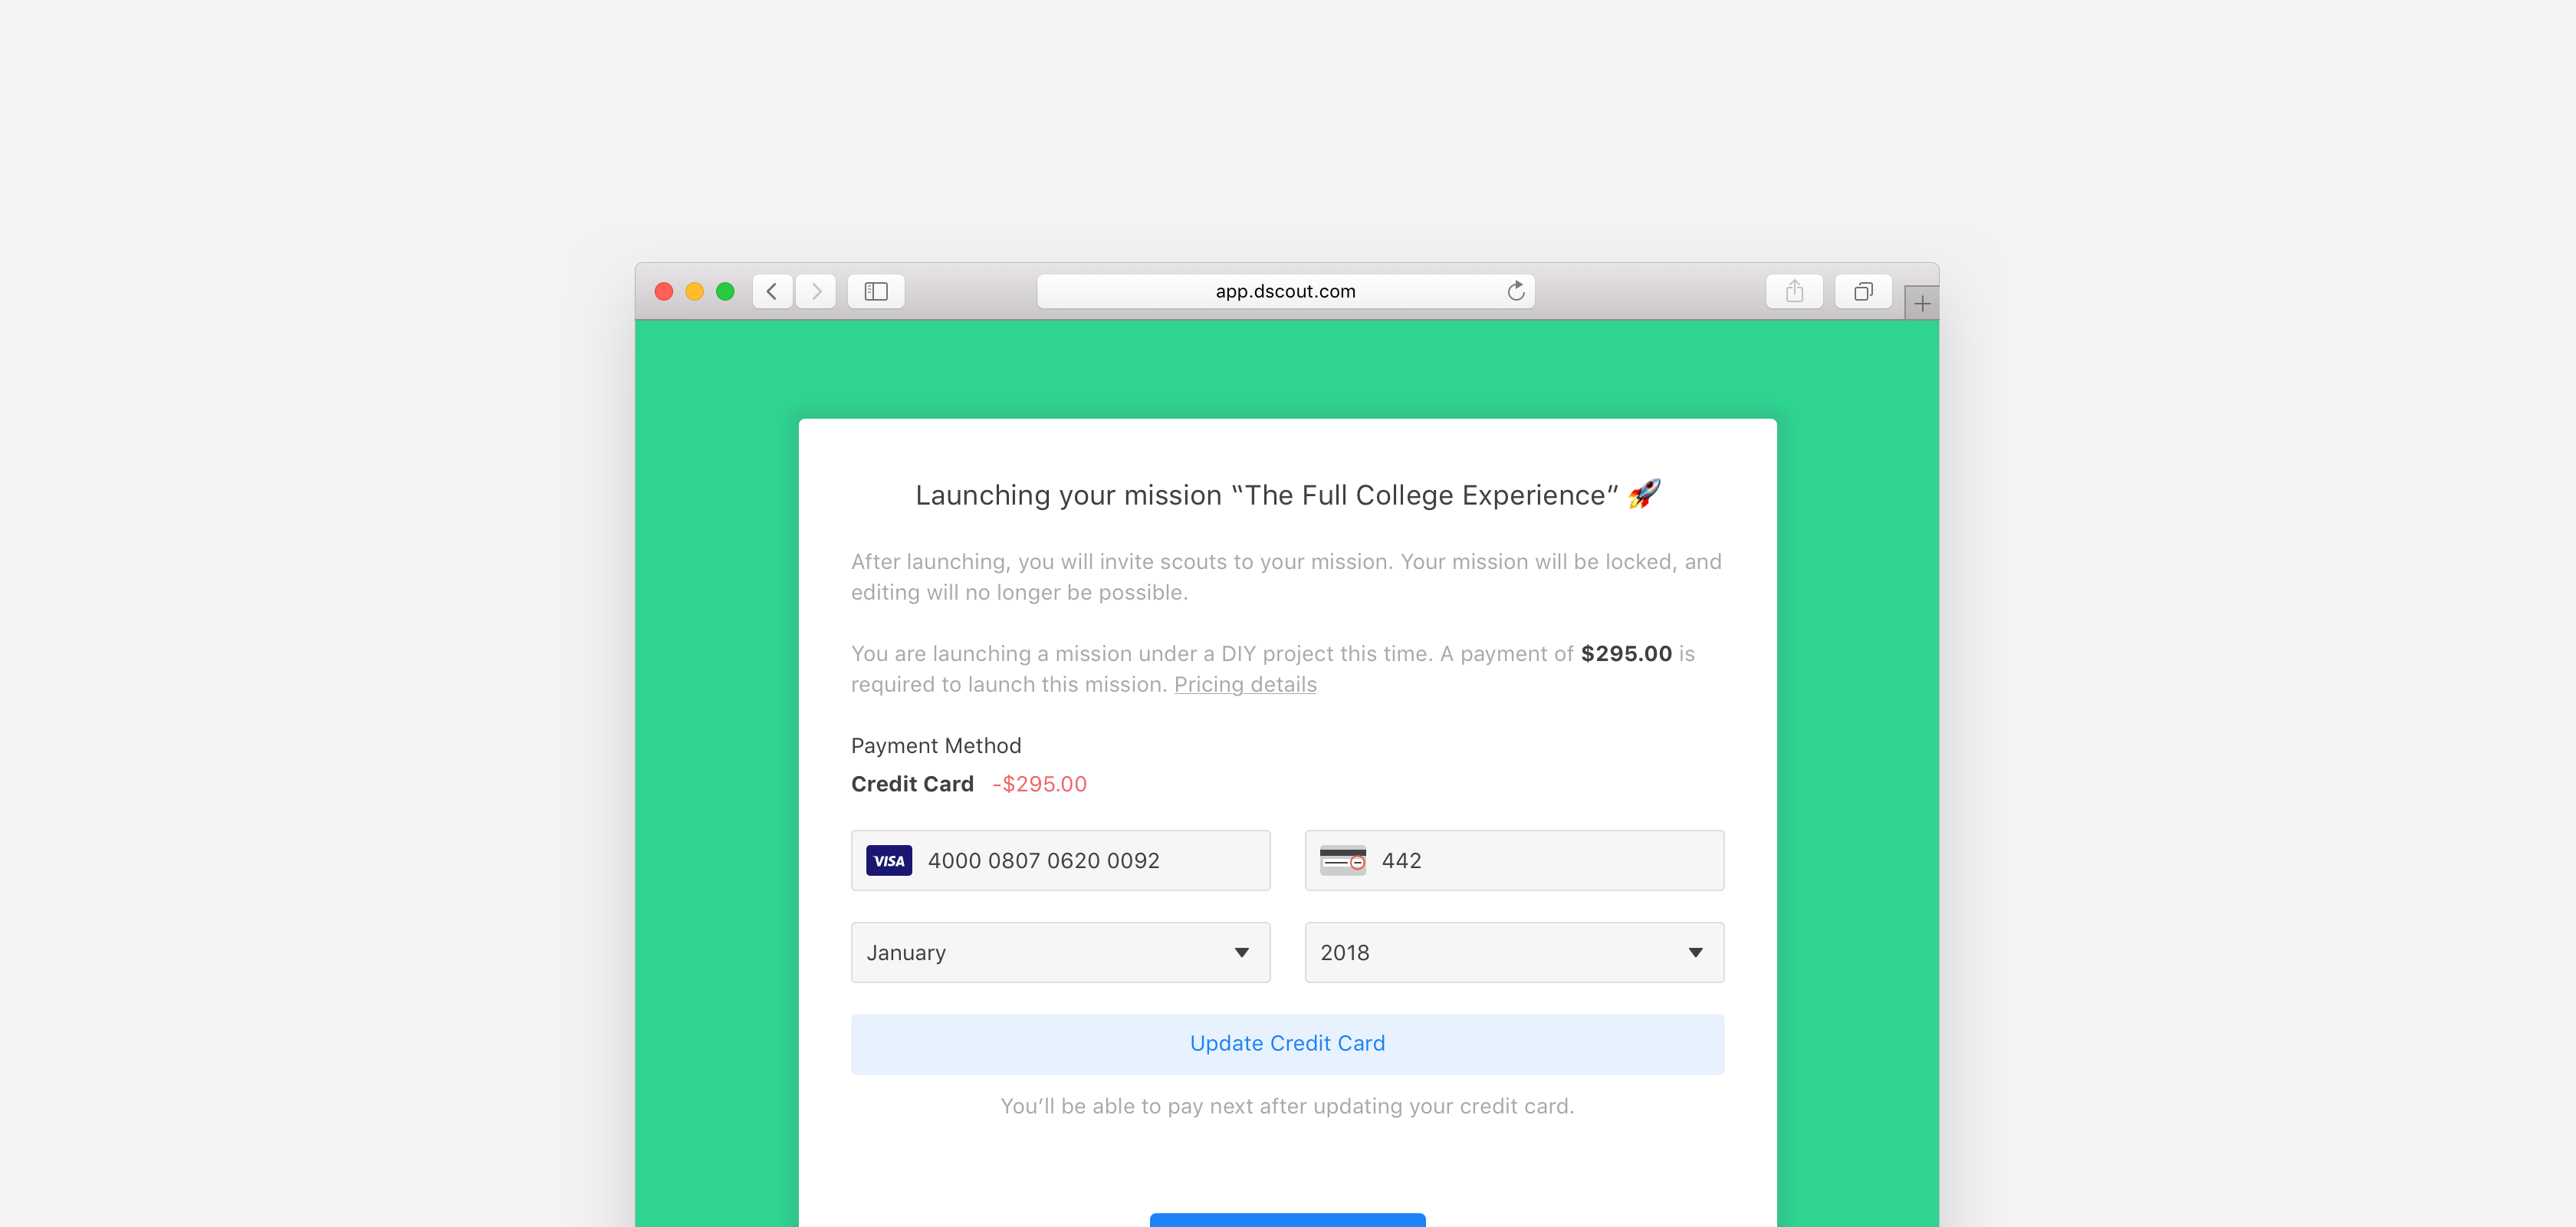 app.dscout.com
Launching your mission “The Full College Experience” 🚀
After launching, you will invite scouts to your mission. Your mission will be locked, and
editing will no longer be possible.
You are launching a mission under a DIY project this time. A payment of $295.00 is
required to launch this mission. Pricing details
Payment Method
Credit Card -$295.00
VISA 4000 0807 0620 0092
442
January
2018
Update Credit Card
You’ll be able to pay next after updating your credit card.